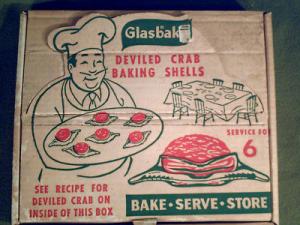 Glasbake
DEVILED CRAB
BAKING SHELLS
SERVICE FO
6
SEE RECIPE FOR
DEVILED CRAB ON
INSIDE OF THIS BOX
BAKE • SERVE • STORE